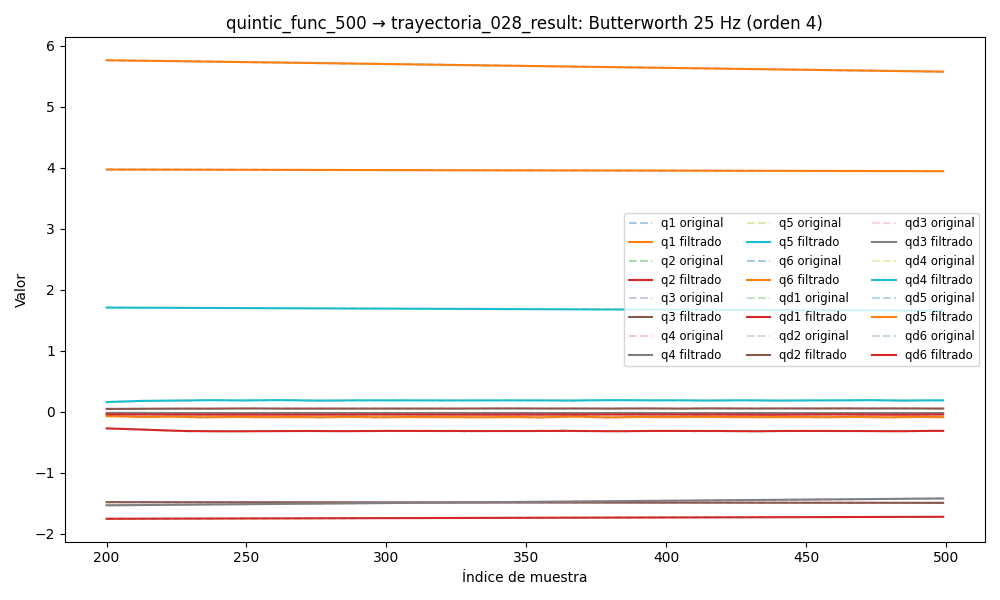 quintic_func_500 → trayectoria_028_result: Butterworth 25 Hz (orden 4)
6
5
4
3
2
1
0
−1
−2
Valor
q1 original
q1 filtrado
q2 original
q2 filtrado
q3 original
q3 filtrado
q4 original
q4 filtrado
q5 original
q5 filtrado
q6 original
q6 filtrado
qd1 original
qd1 filtrado
qd2 original
qd2 filtrado
qd3 original
qd3 filtrado
qd4 original
qd4 filtrado
qd5 original
qd5 filtrado
qd6 original
qd6 filtrado
200 250 300 350 400 450 500
Índice de muestra